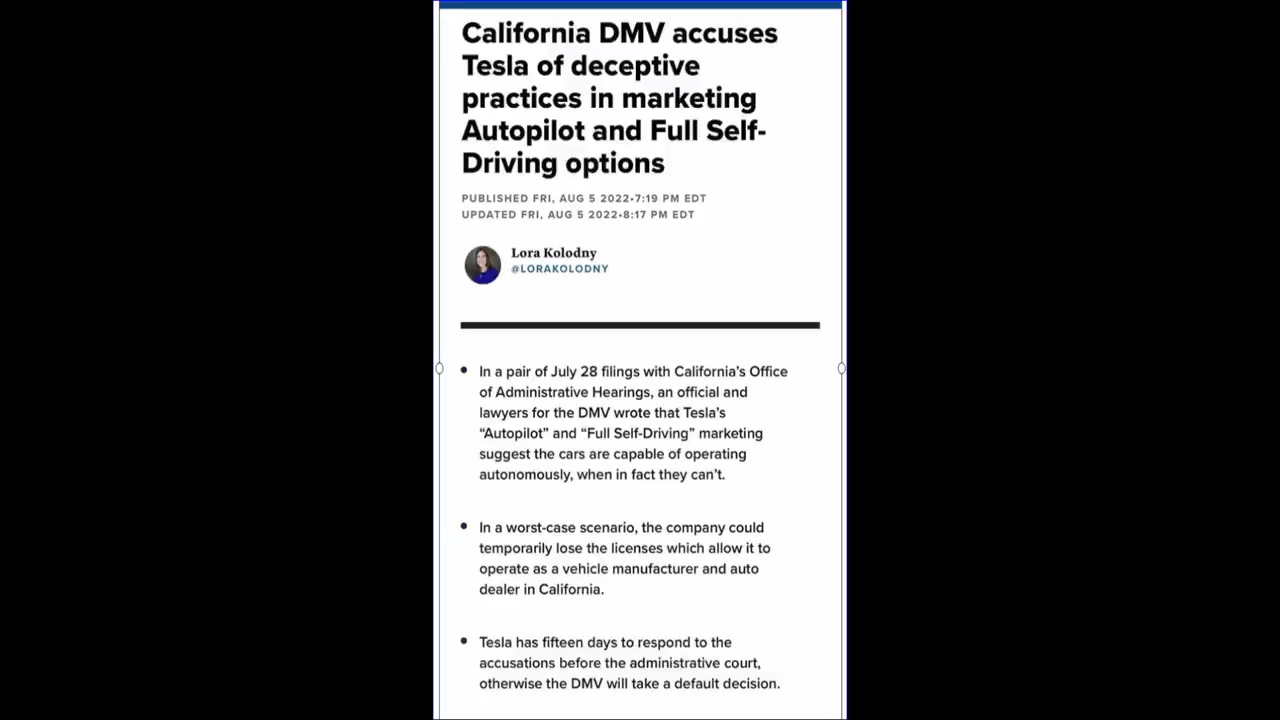 California DMV accuses
Tesla of deceptive
practices in marketing
Autopilot and Full Self-
Driving options
PUBLISHED FRI, AUG 5 2022•7:19 PM EDT
UPDATED FRI, AUG 5 2022•8:17 PM EDT
Lora Kolodny
@LORAKOLODNY
• In a pair of July 28 filings with California’s Office
of Administrative Hearings, an official and
lawyers for the DMV wrote that Tesla’s
“Autopilot” and “Full Self-Driving” marketing
suggest the cars are capable of operating
autonomously, when in fact they can’t.
• In a worst-case scenario, the company could
temporarily lose the licenses which allow it to
operate as a vehicle manufacturer and auto
dealer in California.
• Tesla has fifteen days to respond to the
accusations before the administrative court,
otherwise the DMV will take a default decision.